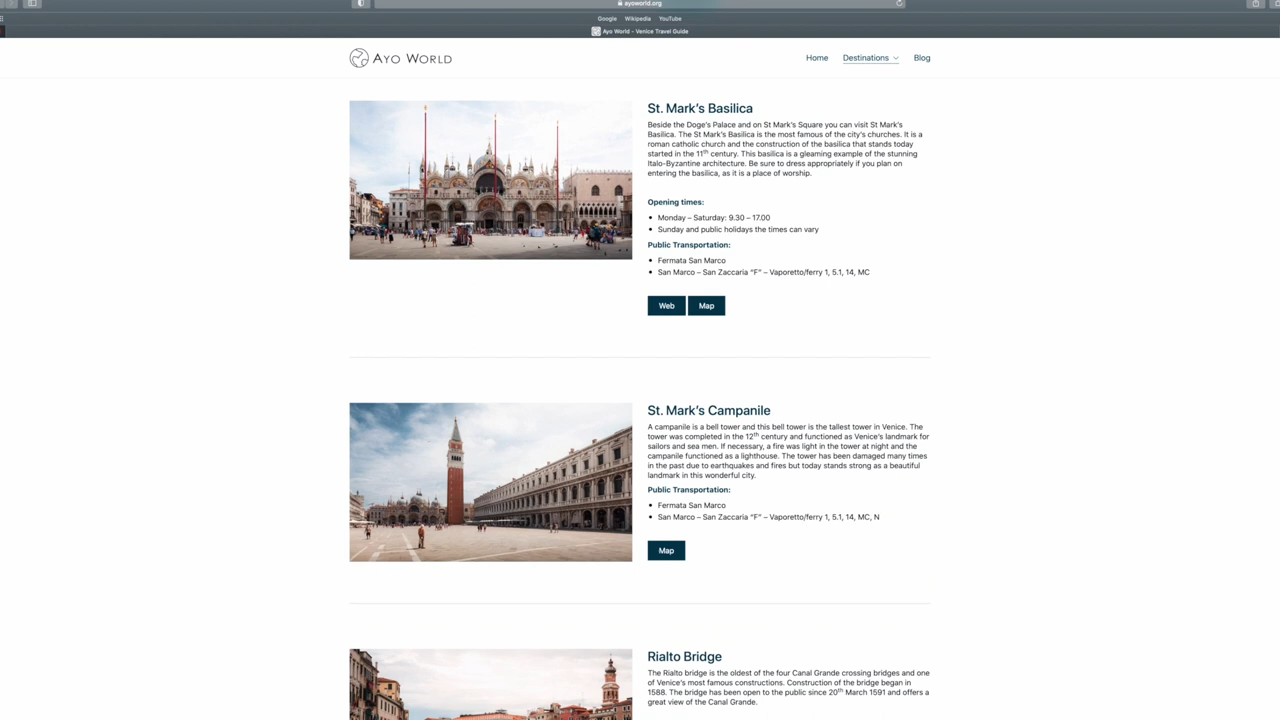 ayoworld.org
Google Wikipedia YouTube
Ayo World - Venice Travel Guide
AYO WORLD
Home Destinations Blog
St. Mark's Basilica
Beside the Doge's Palace and on St Mark's Square you can visit St Mark's
Basilica. The St Mark's Basilica is the most famous of the city's churches. It is a
roman catholic church and the construction of the basilica that stands today
started in the 11th century. This basilica is a gleaming example of the stunning
Italo-Byzantine architecture. Be sure to dress appropriately if you plan on
entering the basilica, as it is a place of worship.
Opening times:
Monday – Saturday: 9.30 – 17.00
Sunday and public holidays the times can vary
Public Transportation:
Fermata San Marco
San Marco – San Zaccaria "F" – Vaporetto/ferry 1, 5.1, 14, MC
Web Map
St. Mark's Campanile
A campanile is a bell tower and this bell tower is the tallest tower in Venice. The
tower was completed in the 12th century and functioned as Venice's landmark for
sailors and sea men. If necessary, a fire was light in the tower at night and the
campanile functioned as a lighthouse. The tower has been damaged many times
in the past due to earthquakes and fires but today stands strong as a beautiful
landmark in this wonderful city.
Public Transportation:
Fermata San Marco
San Marco – San Zaccaria "F" – Vaporetto/ferry 1, 5.1, 14, MC, N
Map
Rialto Bridge
The Rialto bridge is the oldest of the four Canal Grande crossing bridges and one
of Venice's most famous constructions. Construction of the bridge began in
1588. The bridge has been open to the public since 20th March 1591 and offers a
great view of the Canal Grande.